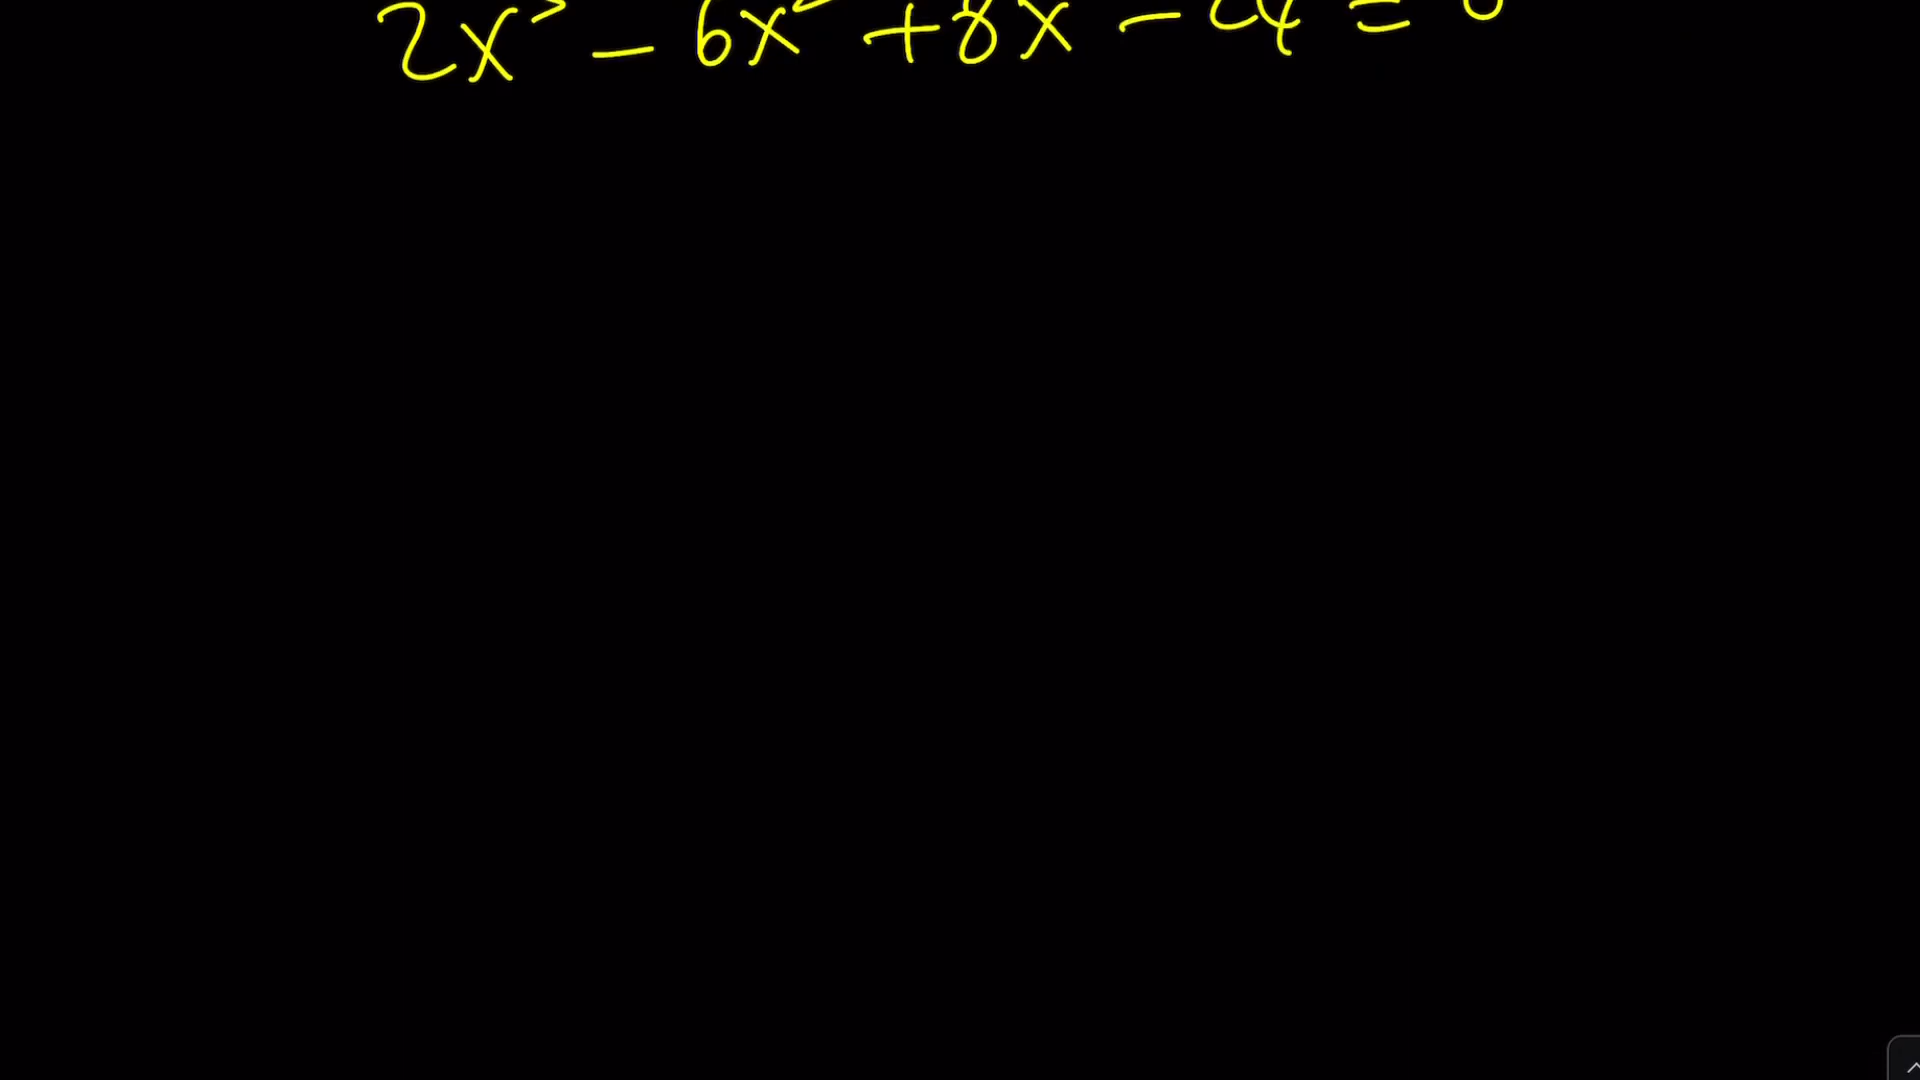 2x³ - 6x² + 8x - 24 = 0